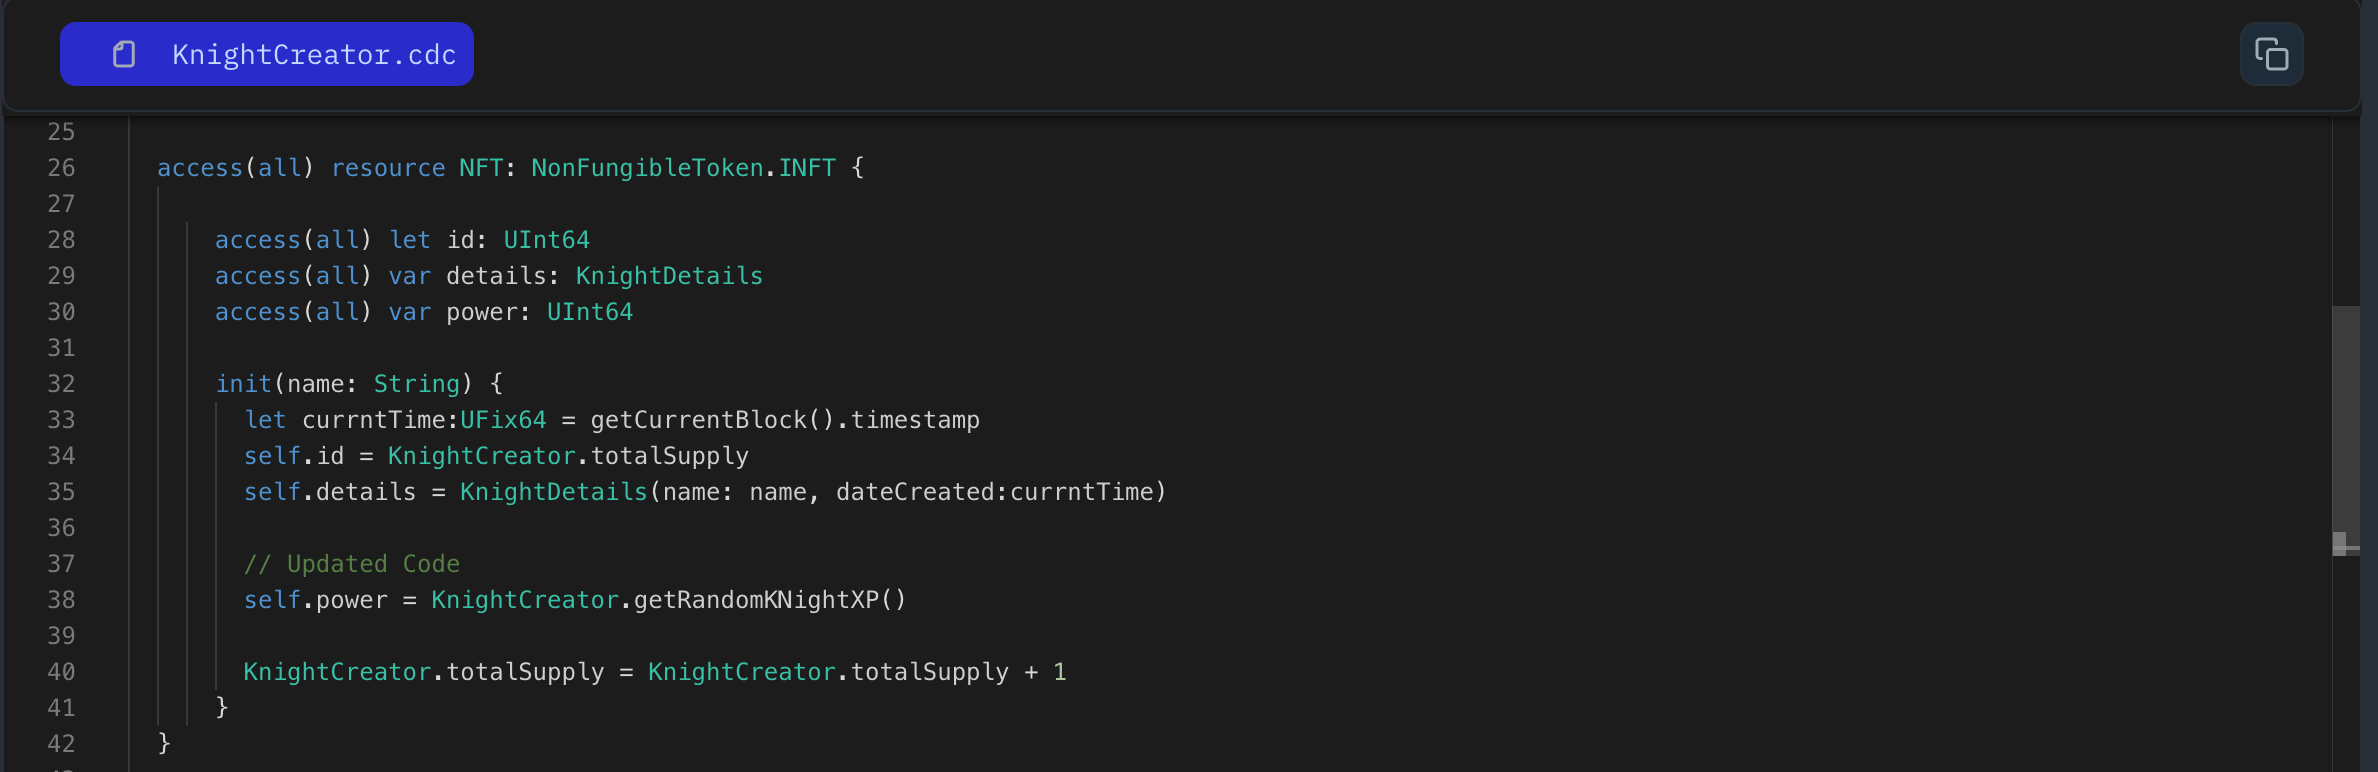 KnightCreator.cdc
25
26 access(all) resource NFT: NonFungibleToken.INFT {
27
28 access(all) let id: UInt64
29 access(all) var details: KnightDetails
30 access(all) var power: UInt64
31
32 init(name: String) {
33 let currntTime:UFix64 = getCurrentBlock().timestamp
34 self.id = KnightCreator.totalSupply
35 self.details = KnightDetails(name: name, dateCreated:currntTime)
36
37 // Updated Code
38 self.power = KnightCreator.getRandomKNightXP()
39
40 KnightCreator.totalSupply = KnightCreator.totalSupply + 1
41 }
42 }